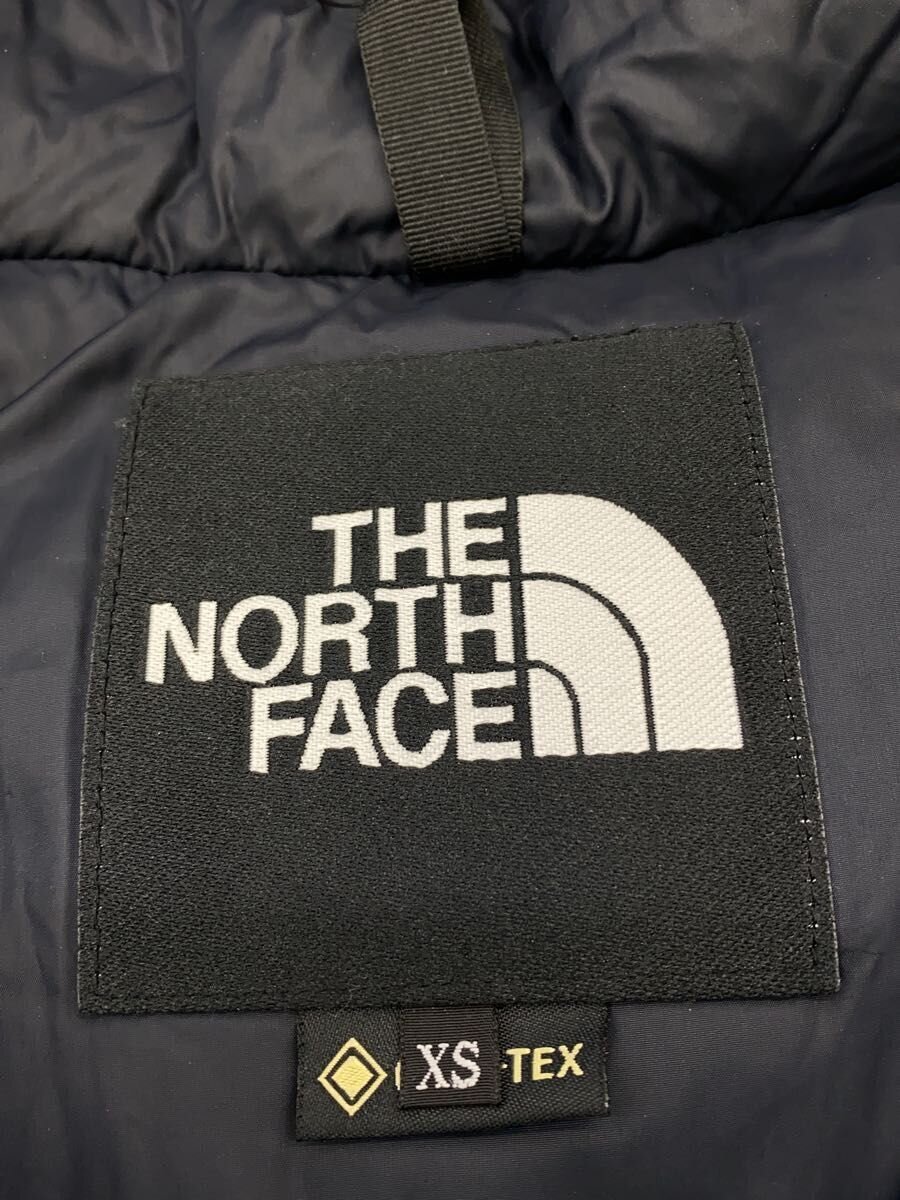 THE
NORTH
FACE
XS -TEX